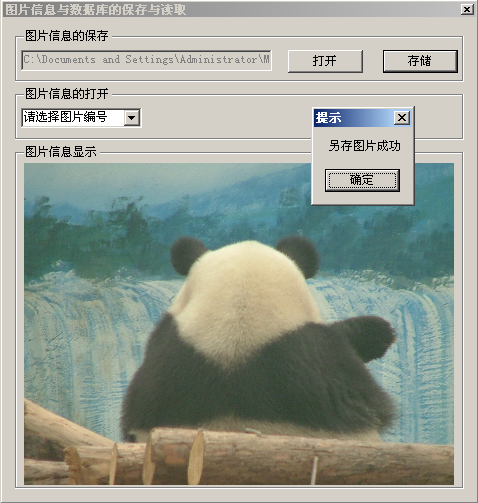 图片信息与数据库的保存与读取
图片信息的保存
C:\Documents and Settings\Administrator\M
打开
存储
图片信息的打开
请选择图片编号
提示
另存图片成功
确定
图片信息显示